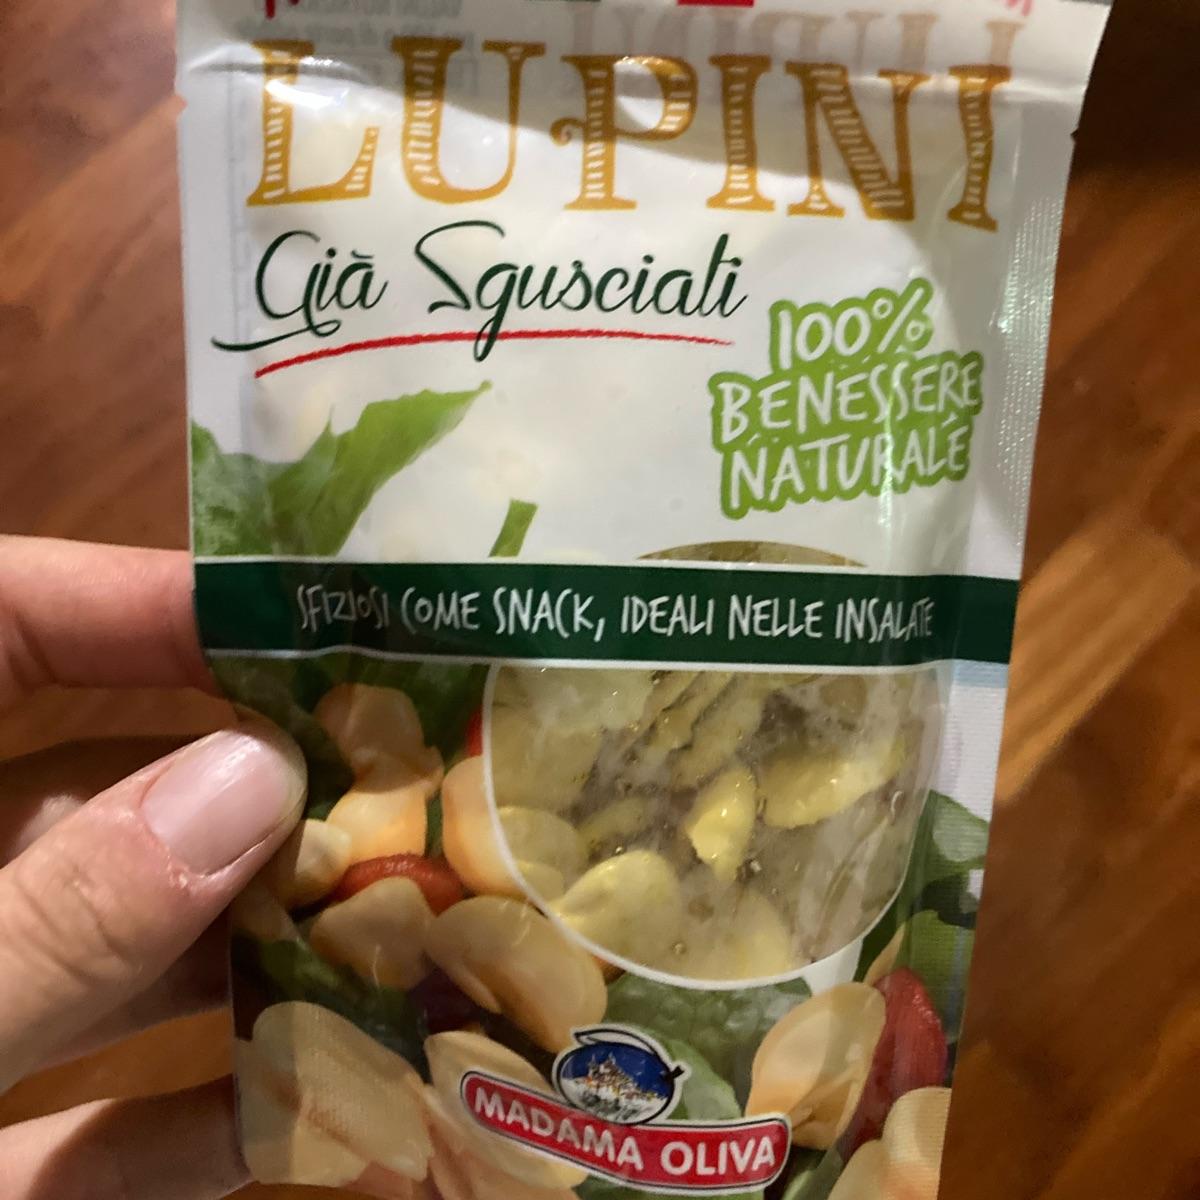 LUPINI
Già Sgusciati
100%
BENESSERE
NATURALE
SFIZIOSI COME SNACK, IDEALI NELLE INSALATE
MADAMA OLIVA